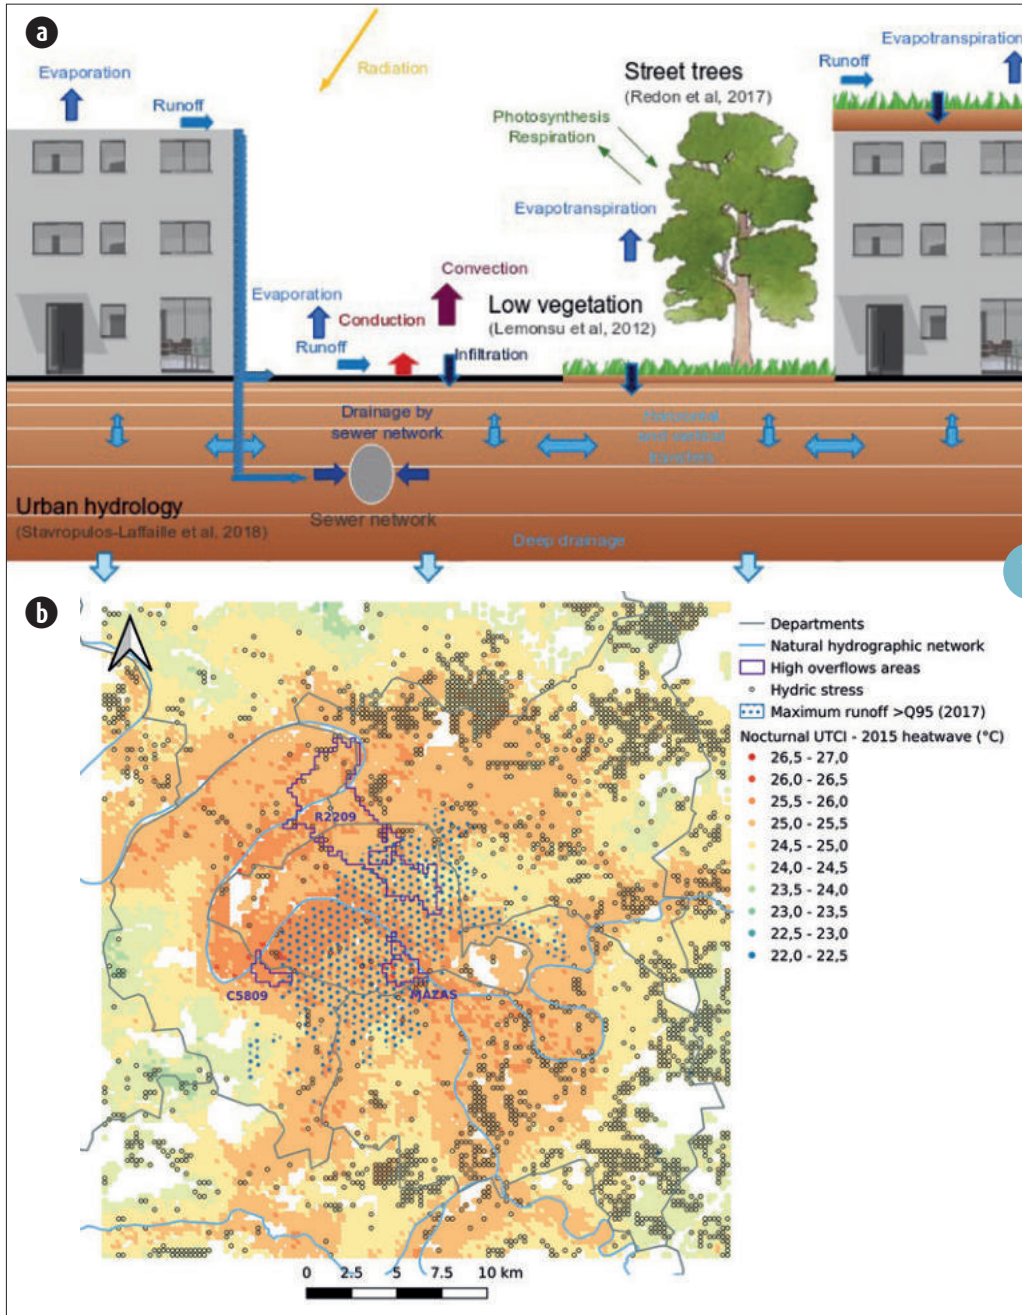 a
Evaporation
Runoff
Radiation
Street trees
(Redon et al, 2017)
Photosynthesis
Respiration
Evapotranspiration
Runoff
Evapotranspiration
Convection
Evaporation
Conduction
Runoff
Low vegetation
(Lemonsu et al, 2012)
Infiltration
Drainage by
sewer network
Horizontal
and vertical
transfers
Urban hydrology
(Stavropulos-Laffaille et al, 2018)
Sewer network
Deep drainage
b
Departments
Natural hydrographic network
High overflows areas
Hydric stress
Maximum runoff >Q95 (2017)
Nocturnal UTCI - 2015 heatwave (°C)
26,5 - 27,0
26,0 - 26,5
25,5 - 26,0
25,0 - 25,5
24,5 - 25,0
24,0 - 24,5
23,5 - 24,0
23,0 - 23,5
22,5 - 23,0
22,0 - 22,5
R2209
C5809
MAZAS
0 2.5 5 7.5 10 km